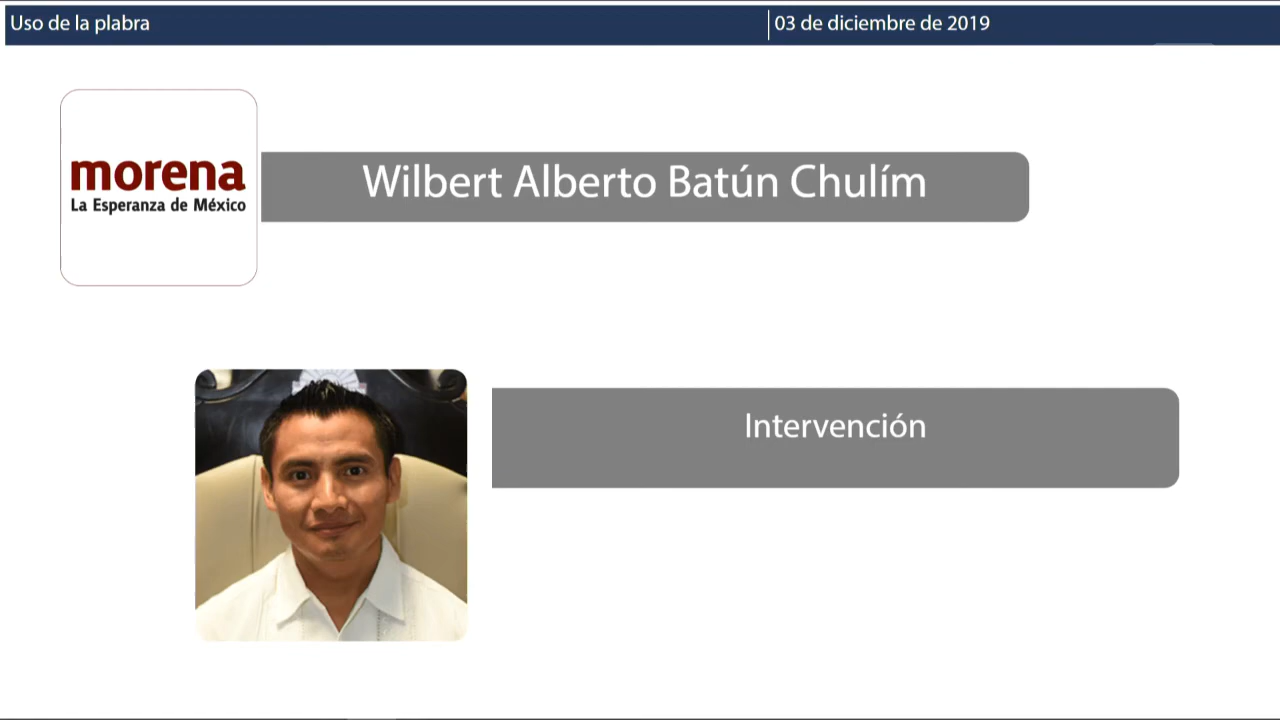 Uso de la plabra
03 de diciembre de 2019
morena
La Esperanza de México
Wilbert Alberto Batún Chulím
Intervención